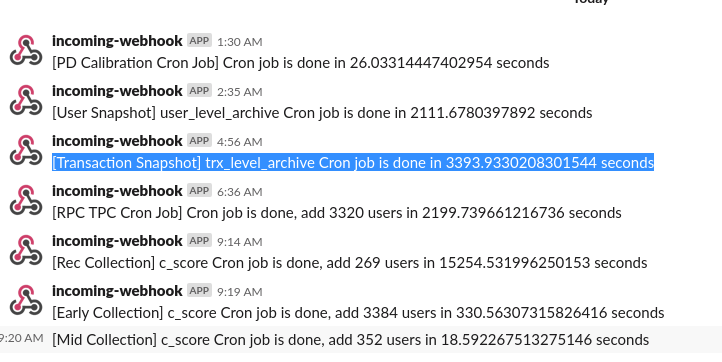 Today
incoming-webhook APP 1:30 AM
[PD Calibration Cron Job] Cron job is done in 26.03314447402954 seconds
incoming-webhook APP 2:35 AM
[User Snapshot] user_level_archive Cron job is done in 2111.6780397892 seconds
incoming-webhook APP 4:56 AM
[Transaction Snapshot] trx_level_archive Cron job is done in 3393.9330208301544 seconds
incoming-webhook APP 6:36 AM
[RPC TPC Cron Job] Cron job is done, add 3320 users in 2199.739661216736 seconds
incoming-webhook APP 9:14 AM
[Rec Collection] c_score Cron job is done, add 269 users in 15254.531996250153 seconds
incoming-webhook APP 9:19 AM
[Early Collection] c_score Cron job is done, add 3384 users in 330.56307315826416 seconds
9:20 AM [Mid Collection] c_score Cron job is done, add 352 users in 18.592267513275146 seconds